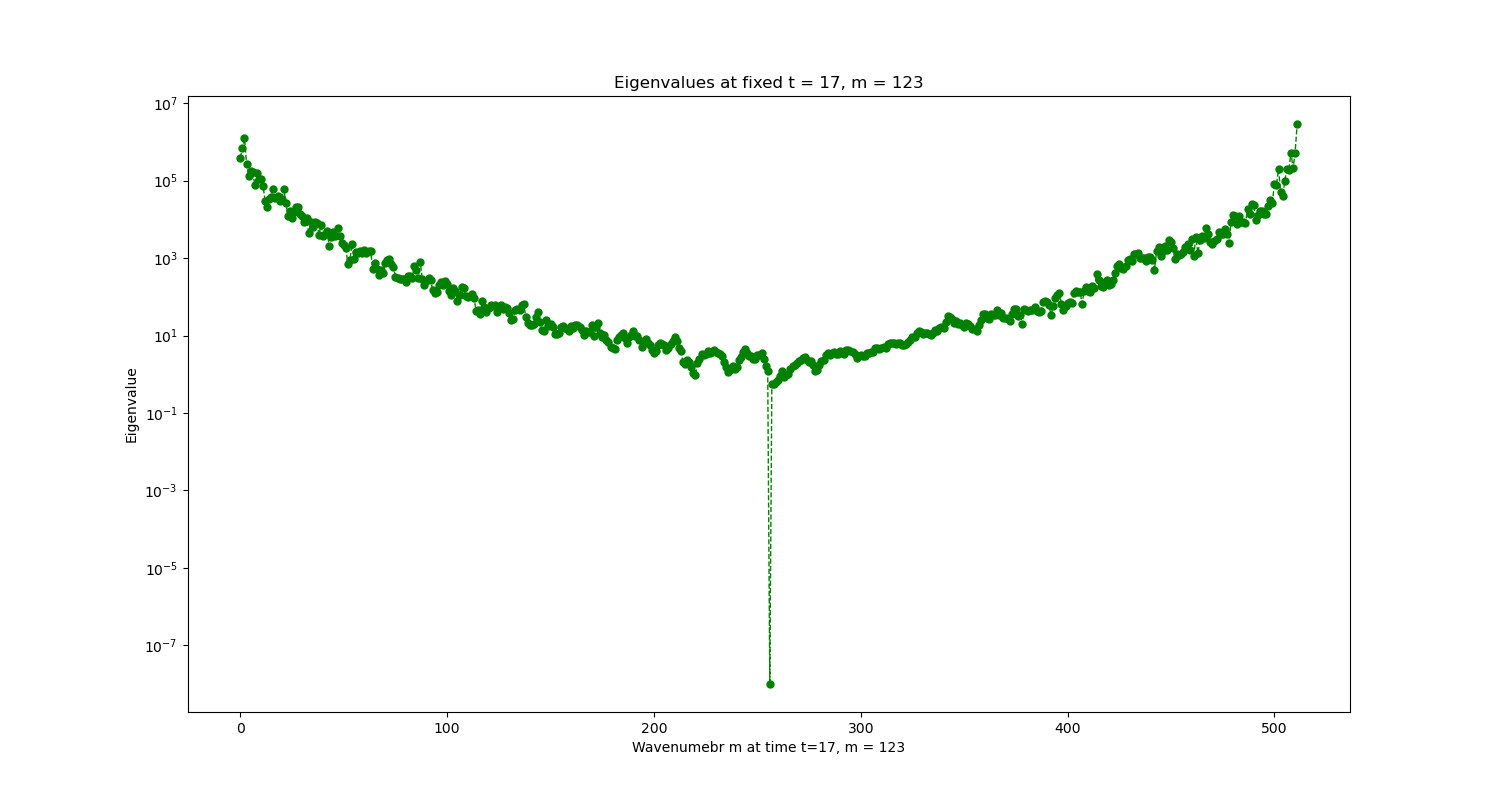 Eigenvalues at fixed t = 17, m = 123
10^7
10^5
10^3
10^1
10^-1
10^-3
10^-5
10^-7
Eigenvalue
0 100 200 300 400 500
Wavenumebr m at time t=17, m = 123